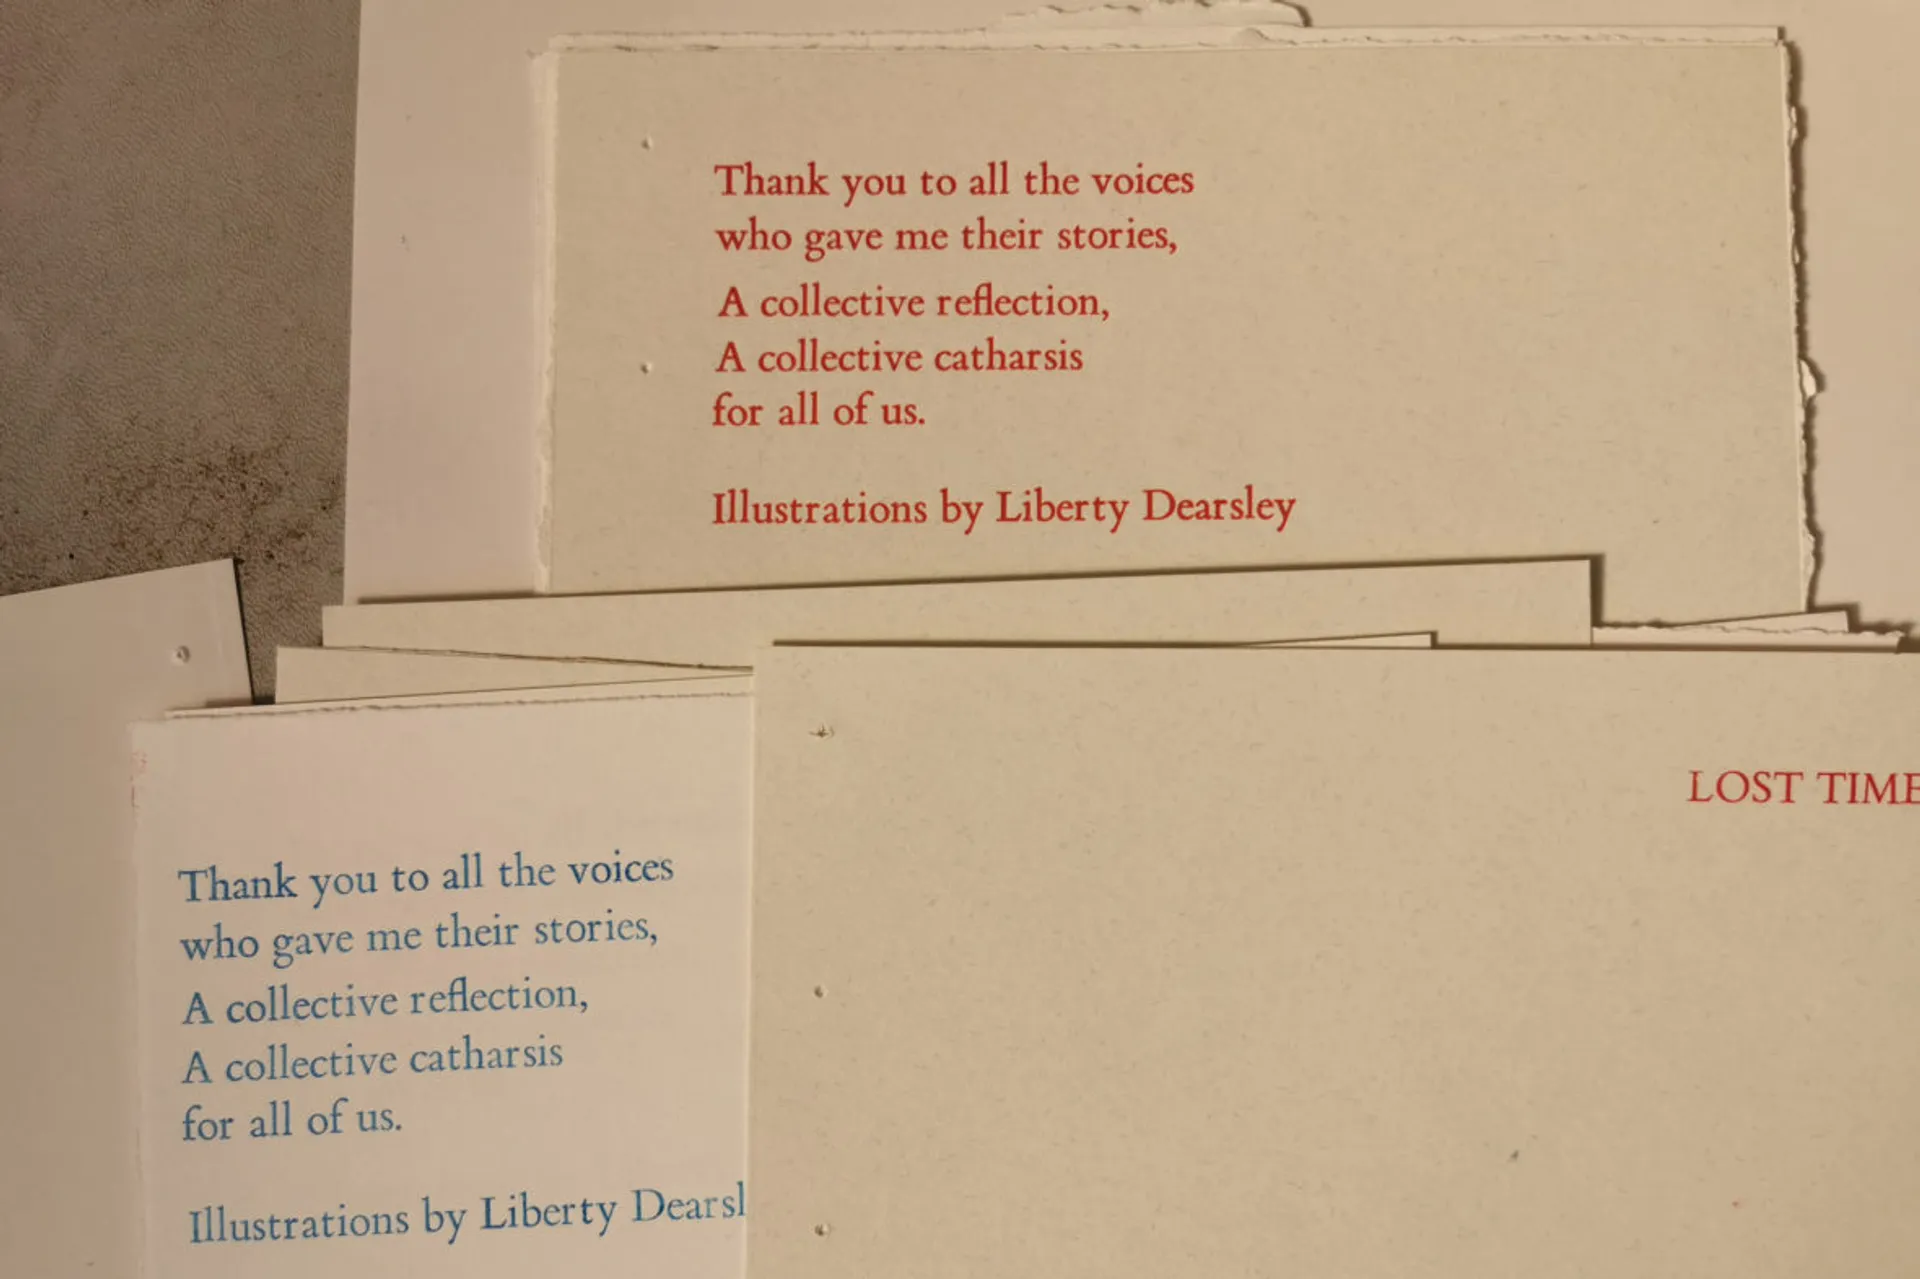 Thank you to all the voices
who gave me their stories,
A collective reflection,
A collective catharsis
for all of us.
Illustrations by Liberty Dearsley
LOST TIME
Thank you to all the voices
who gave me their stories,
A collective reflection,
A collective catharsis
for all of us.
Illustrations by Liberty Dearsl